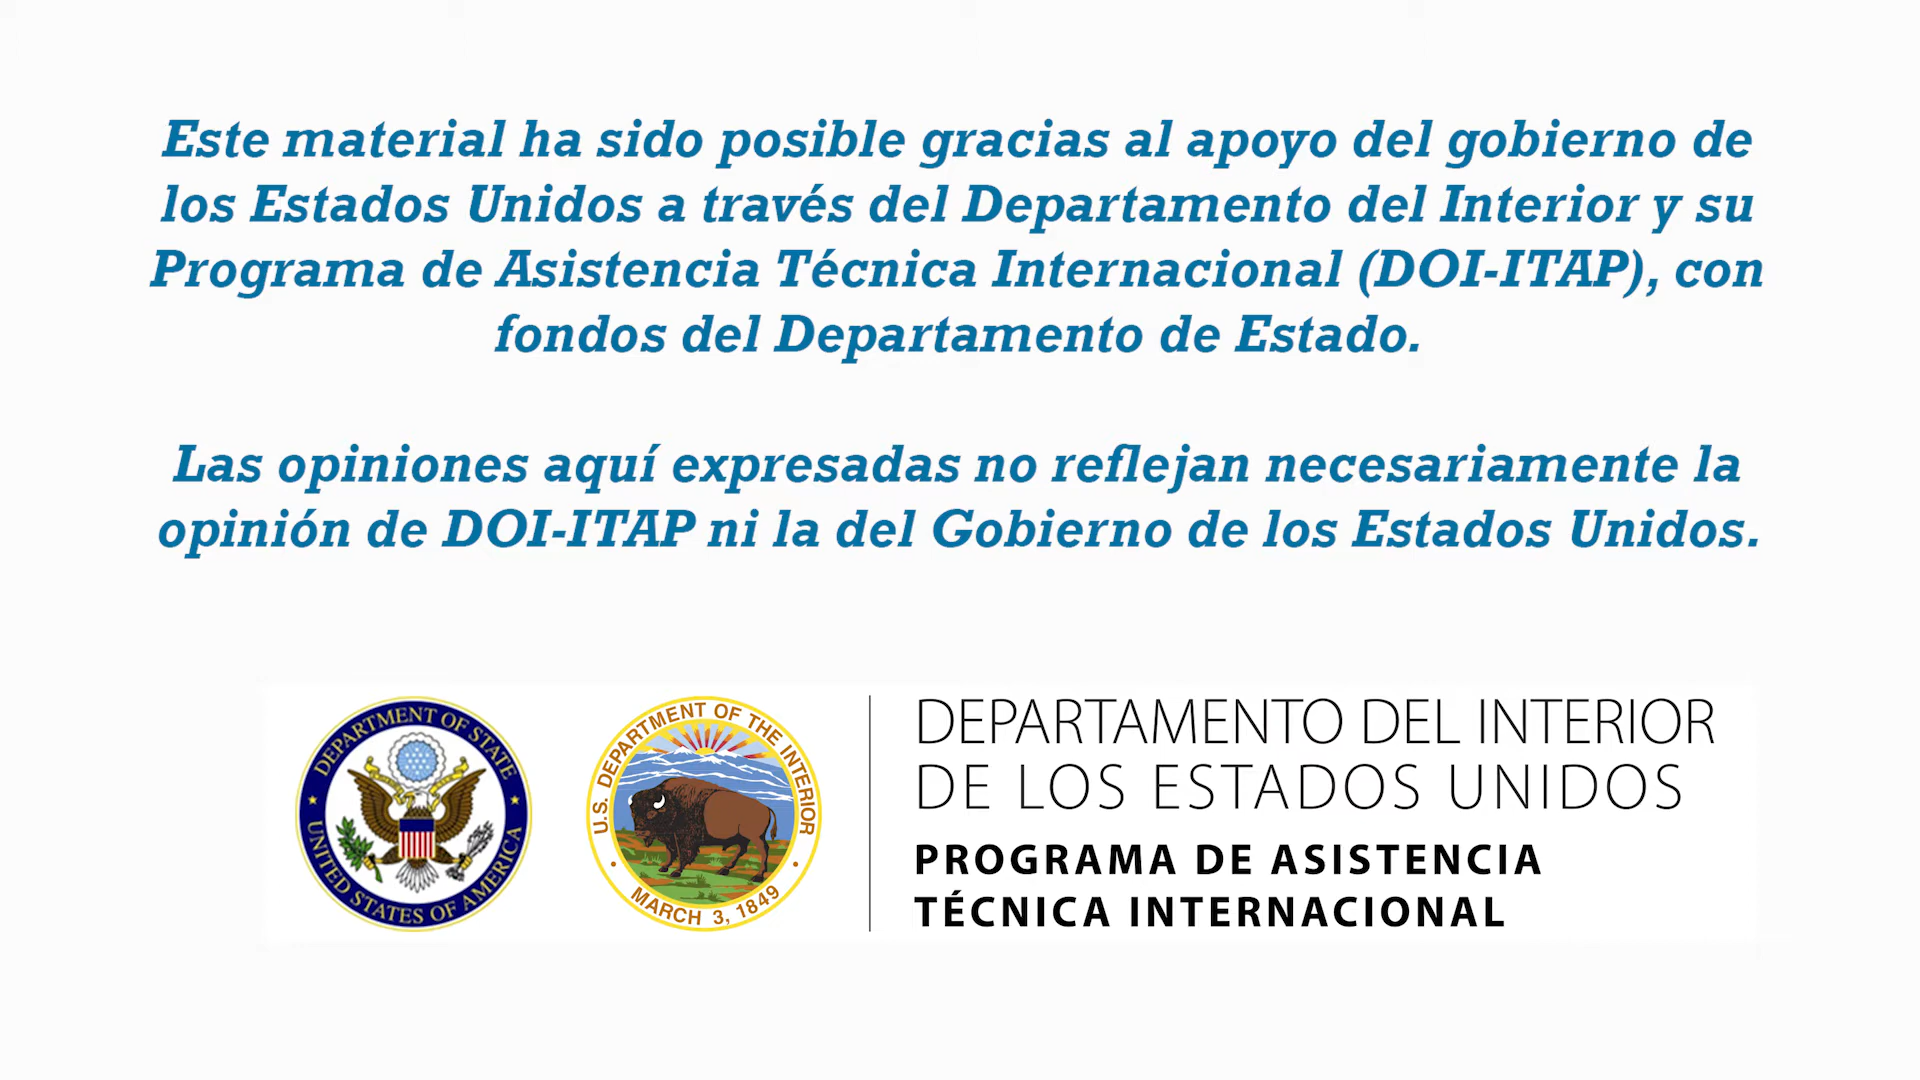 Este material ha sido posible gracias al apoyo del gobierno de
los Estados Unidos a través del Departamento del Interior y su
Programa de Asistencia Técnica Internacional (DOI-ITAP), con
fondos del Departamento de Estado.
Las opiniones aquí expresadas no reflejan necesariamente la
opinión de DOI-ITAP ni la del Gobierno de los Estados Unidos.
DEPARTMENT OF STATE
UNITED STATES OF AMERICA
U.S. DEPARTMENT OF THE INTERIOR
MARCH 3, 1849
DEPARTAMENTO DEL INTERIOR
DE LOS ESTADOS UNIDOS
PROGRAMA DE ASISTENCIA
TÉCNICA INTERNACIONAL